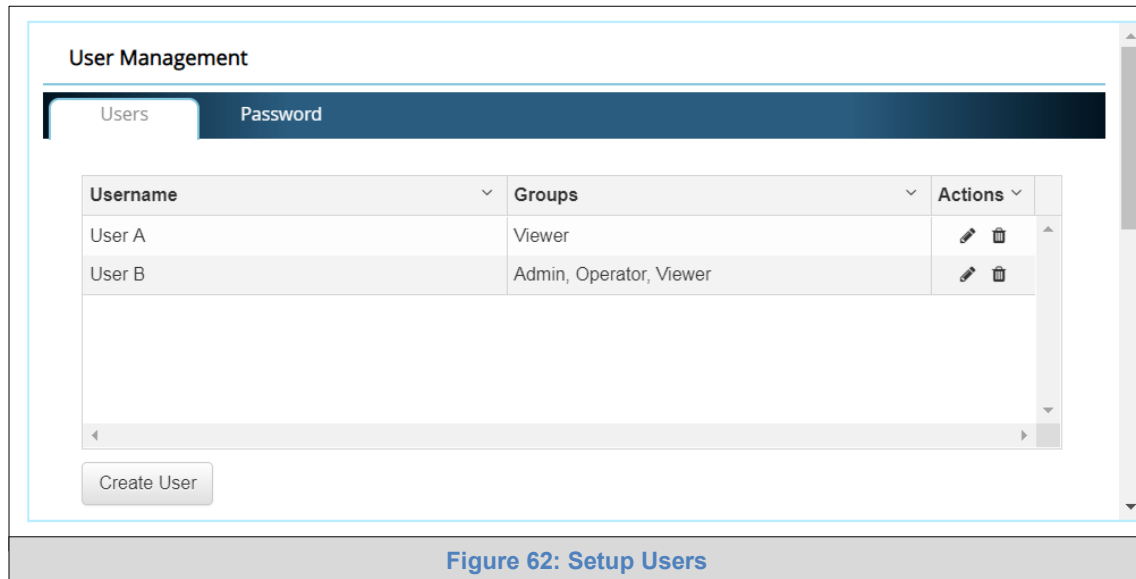 User Management
Users Password
Username Groups Actions
User A Viewer
User B Admin, Operator, Viewer
Create User
Figure 62: Setup Users